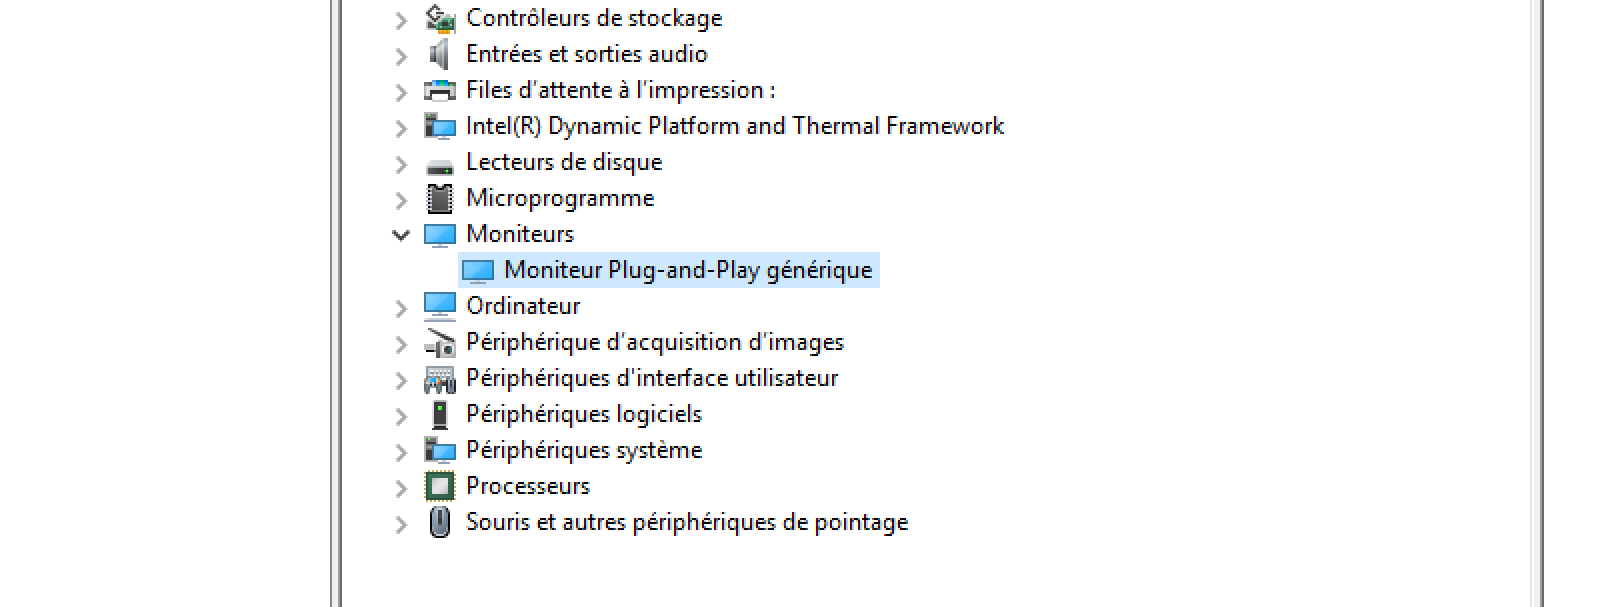 Contrôleurs de stockage
Entrées et sorties audio
Files d'attente à l'impression :
Intel(R) Dynamic Platform and Thermal Framework
Lecteurs de disque
Microprogramme
Moniteurs
Moniteur Plug-and-Play générique
Ordinateur
Périphérique d'acquisition d'images
Périphériques d'interface utilisateur
Périphériques logiciels
Périphériques système
Processeurs
Souris et autres périphériques de pointage